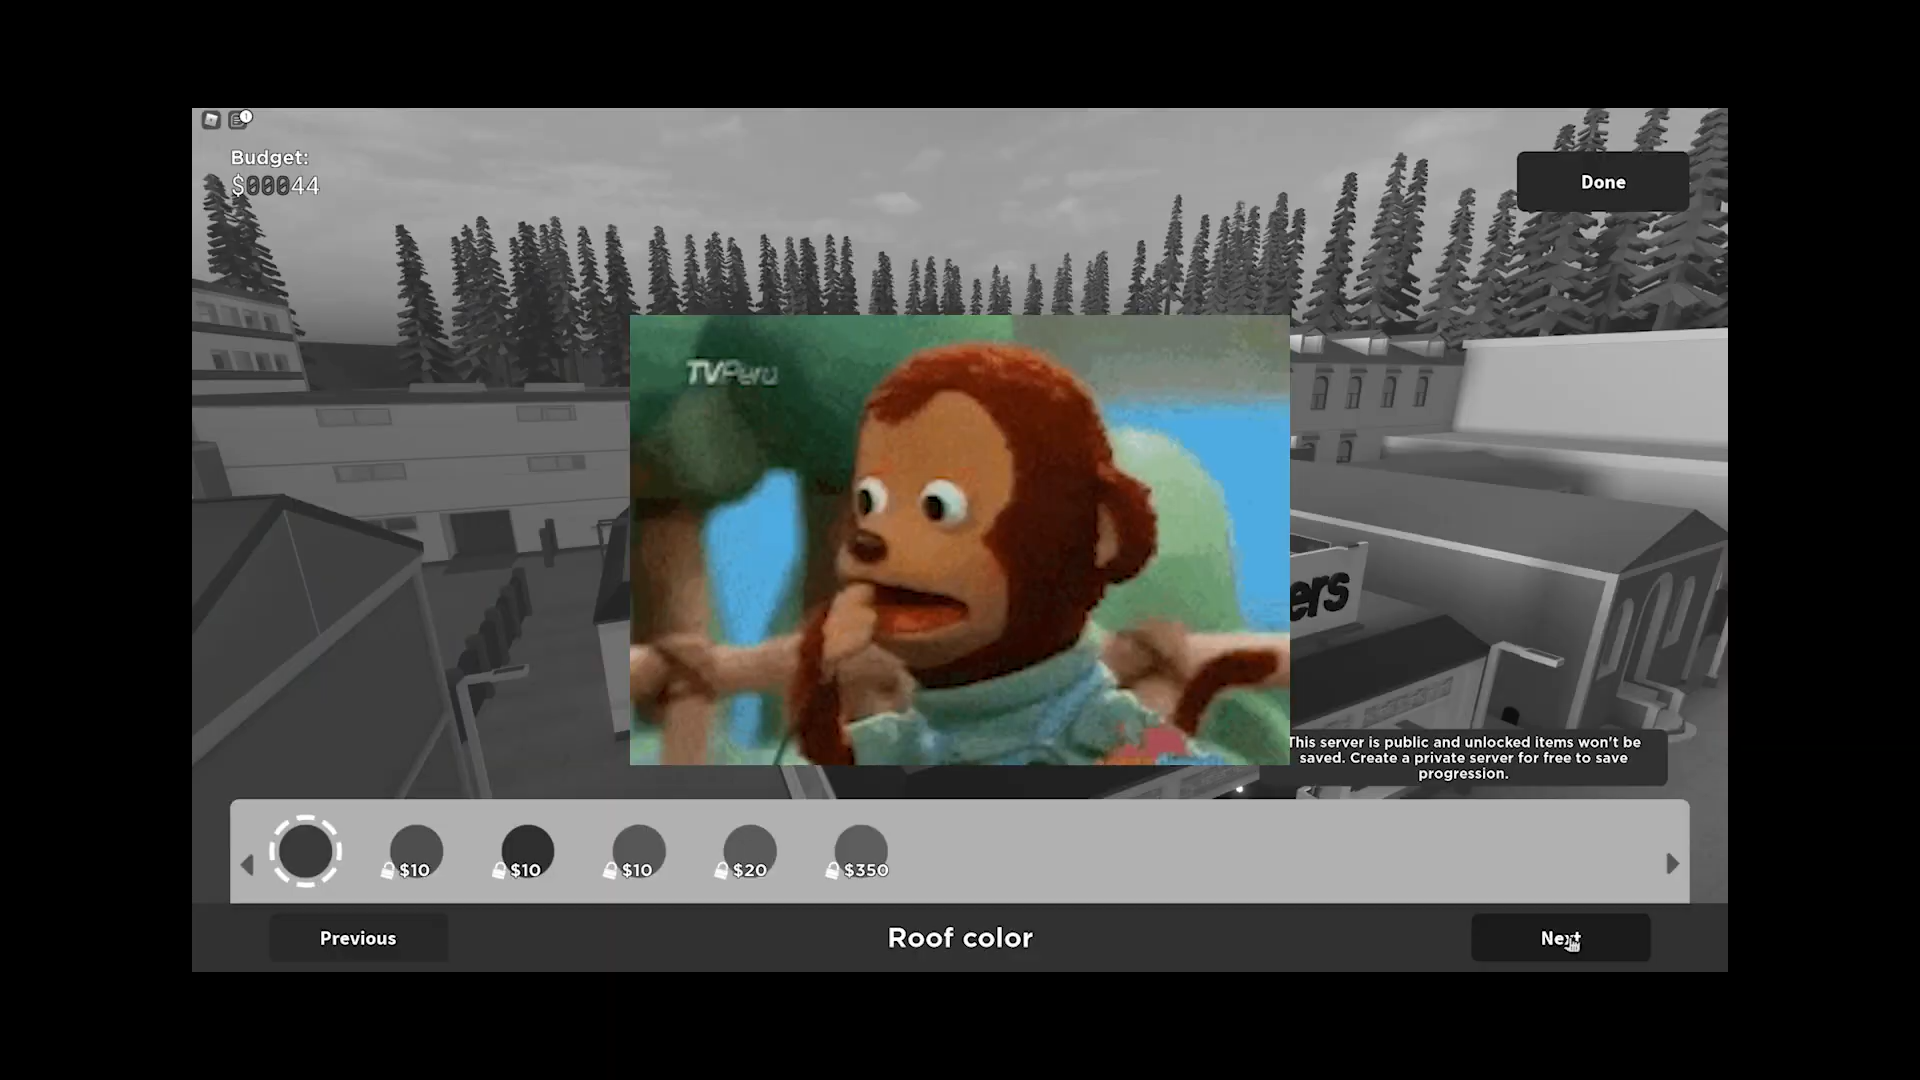 1
Budget:
$00044
Done
TVPeru
ers
This server is public and unlocked items won't be
saved. Create a private server for free to save
progression.
$10
$10
$10
$20
$350
Previous
Roof color
Next